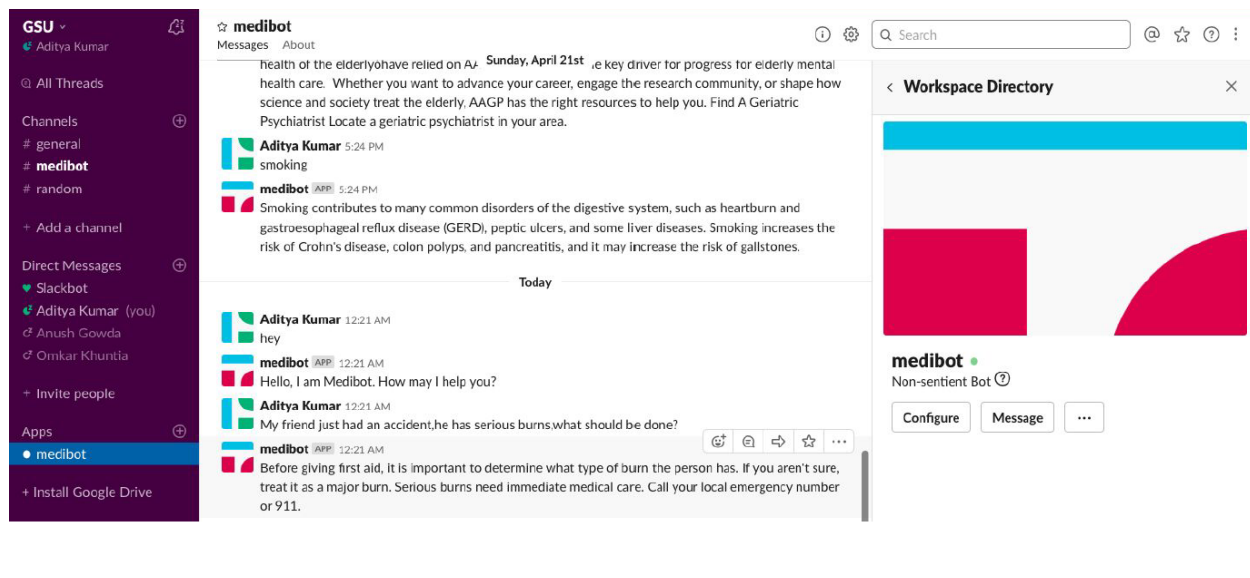 GSU
Aditya Kumar
All Threads
Channels
# general
# medibot
# random
+ Add a channel
Direct Messages
Slackbot
Aditya Kumar (you)
Anush Gowda
Omkar Khuntia
+ Invite people
Apps
medibot
+ Install Google Drive
medibot
Messages About
Search
Sunday, April 21st
health of the elderlyohave relied on AA
e key driver for progress for elderly mental
health care. Whether you want to advance your career, engage the research community, or shape how
science and society treat the elderly, AAGP has the right resources to help you. Find A Geriatric
Psychiatrist Locate a geriatric psychiatrist in your area.
Aditya Kumar 5:24 PM
smoking
medibot APP 5:24 PM
Smoking contributes to many common disorders of the digestive system, such as heartburn and
gastroesophageal reflux disease (GERD), peptic ulcers, and some liver diseases. Smoking increases the
risk of Crohn's disease, colon polyps, and pancreatitis, and it may increase the risk of gallstones.
Today
Aditya Kumar 12:21 AM
hey
medibot APP 12:21 AM
Hello, I am Medibot. How may I help you?
Aditya Kumar 12:21 AM
My friend just had an accident,he has serious burns.what should be done?
medibot APP 12:21 AM
Before giving first aid, it is important to determine what type of burn the person has. If you aren't sure,
treat it as a major burn. Serious burns need immediate medical care. Call your local emergency number
or 911.
Workspace Directory
medibot
Non-sentient Bot
Configure
Message